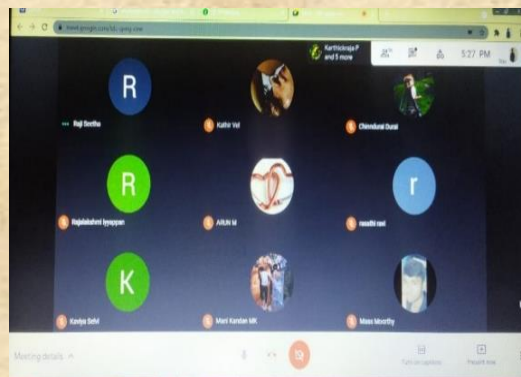 Karthickraja P
and 5 more
5:27 PM
You
R
Raji Seetha
Kathir Vel
Chinndurai Durai
R
Rajalakshmi Iyyappan
ARUN M
r
revathi ravi
K
Kaviya Selvi
Mani Kandan MK
Mass Moorthy
Meeting details
Turn on captions
Present now